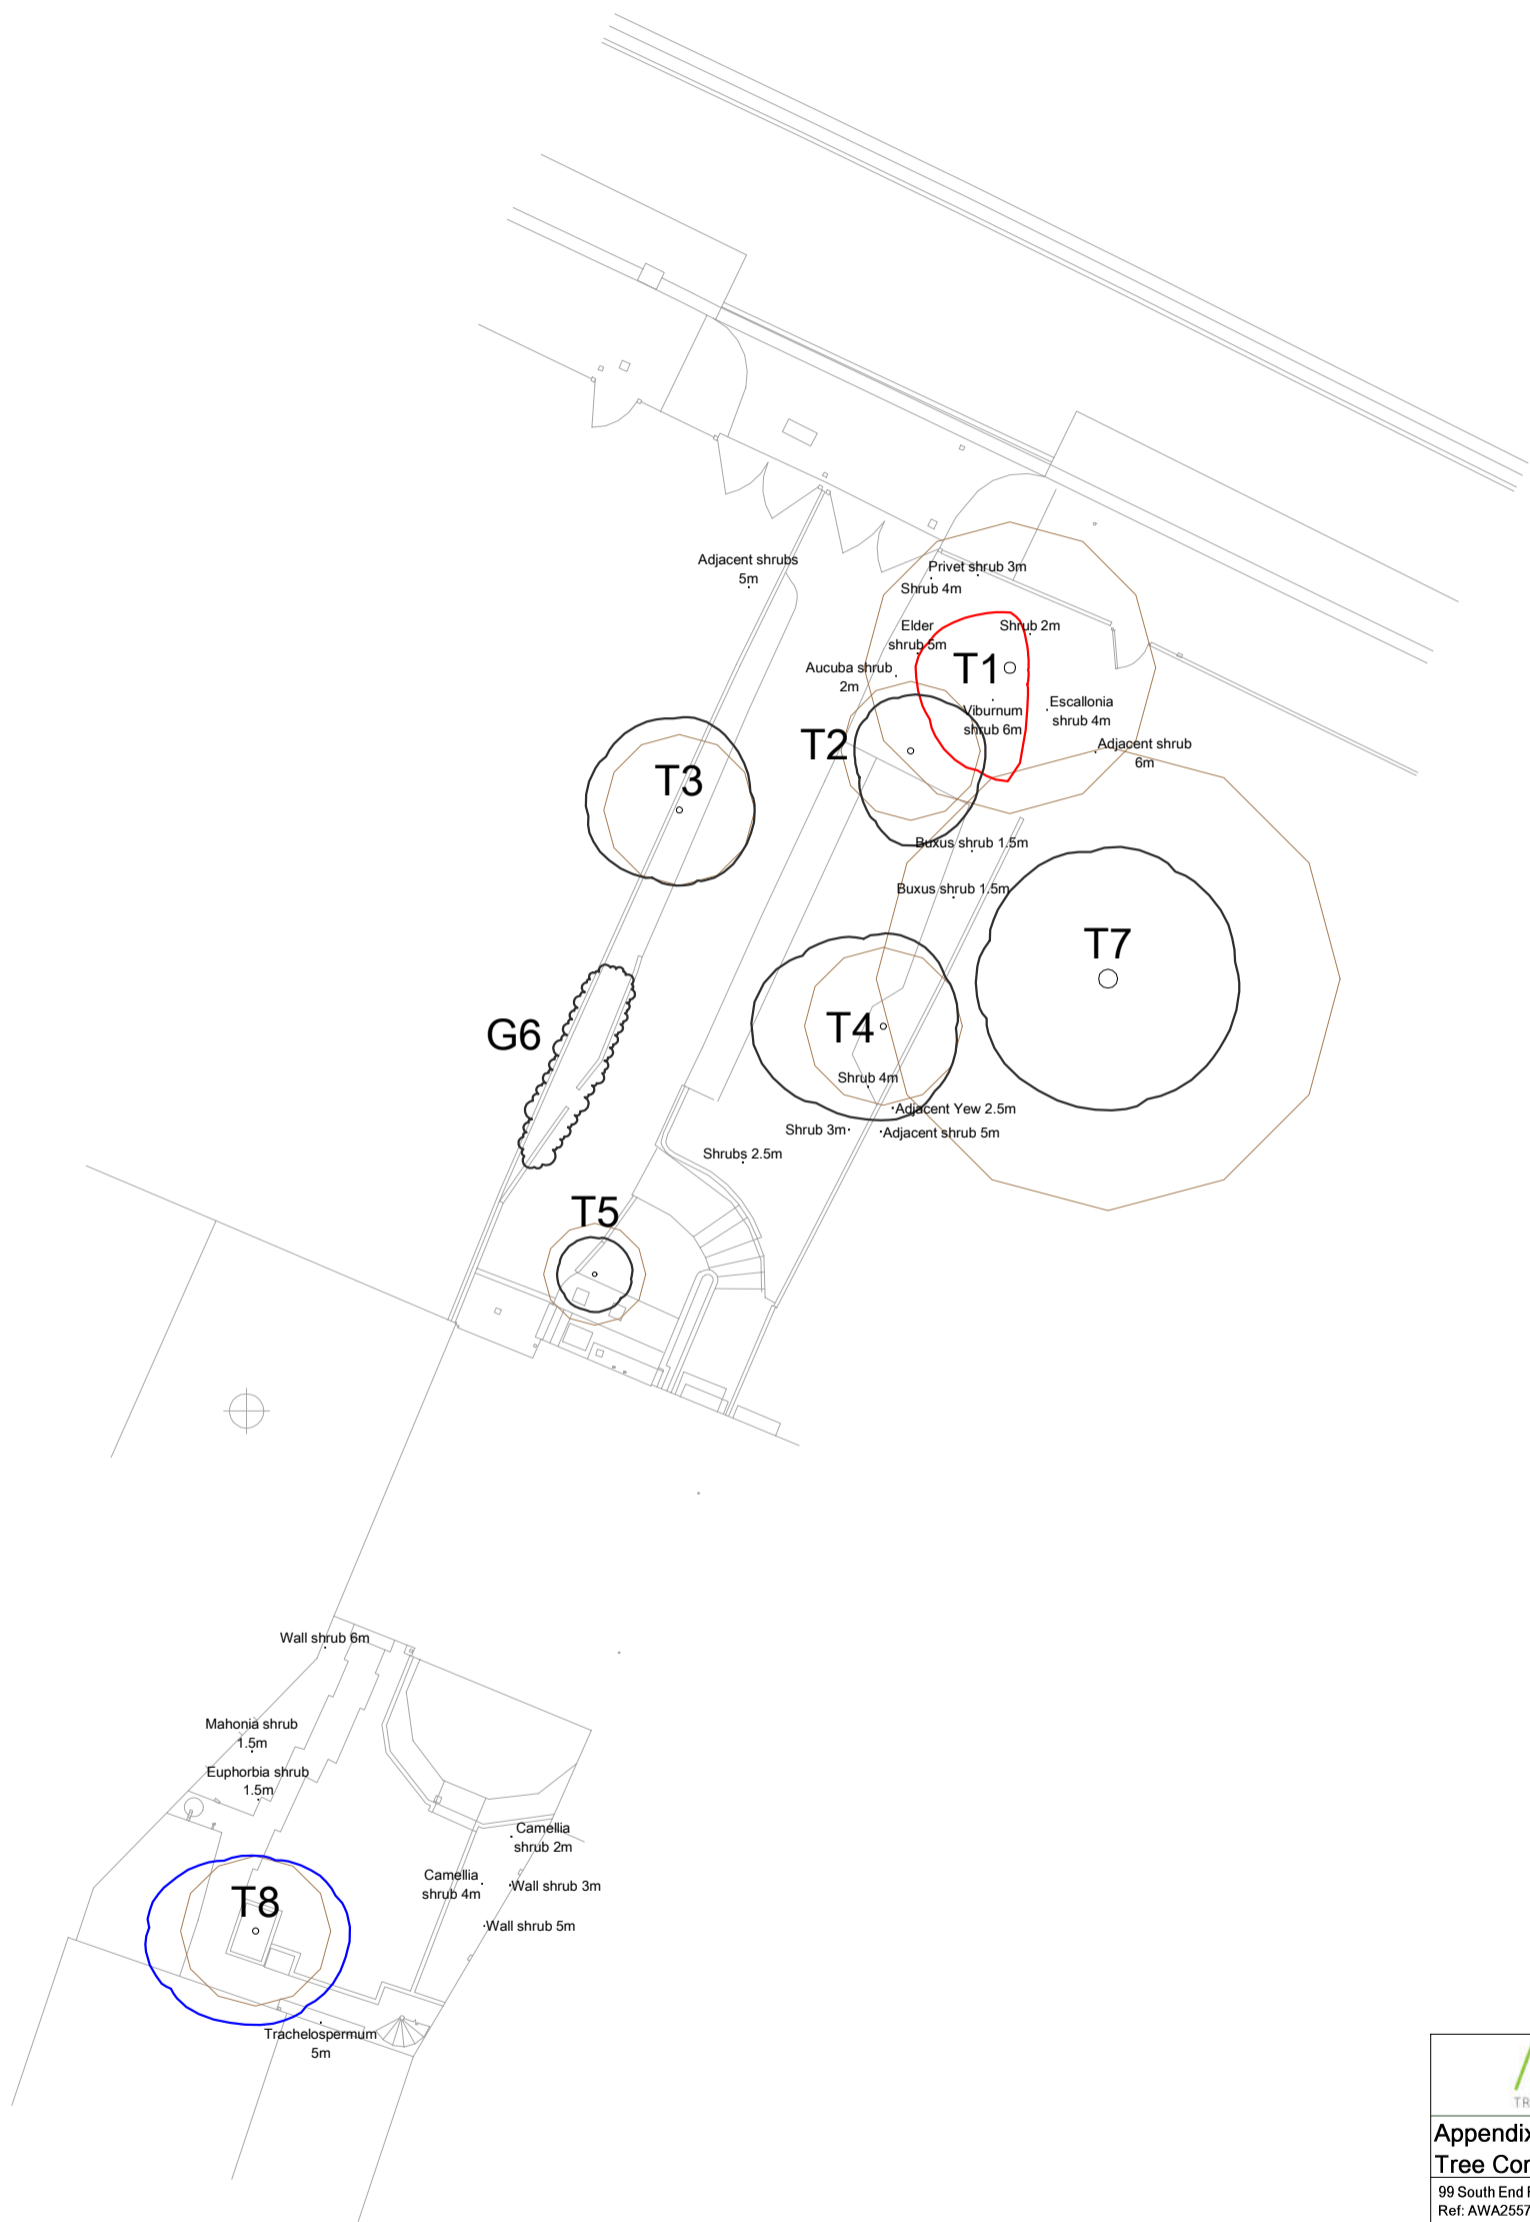 Adjacent shrubs
5m
Privet shrub 3m
Shrub 4m
Elder
shrub 5m
Shrub 2m
Aucuba shrub
2m
T1
Viburnum
shrub 6m
Escallonia
shrub 4m
T2
Adjacent shrub
6m
T3
Buxus shrub 1.5m
Buxus shrub 1.5m
T7
G6
T4
Shrub 4m
Adjacent Yew 2.5m
Shrub 3m
Adjacent shrub 5m
Shrubs 2.5m
T5
Wall shrub 6m
Mahonia shrub
1.5m
Euphorbia shrub
1.5m
Camellia
shrub 2m
Camellia
shrub 4m
Wall shrub 3m
T8
Wall shrub 5m
Trachelospermum
5m
TR
Appendix
Tree Con
99 South End
Ref: AWA2557